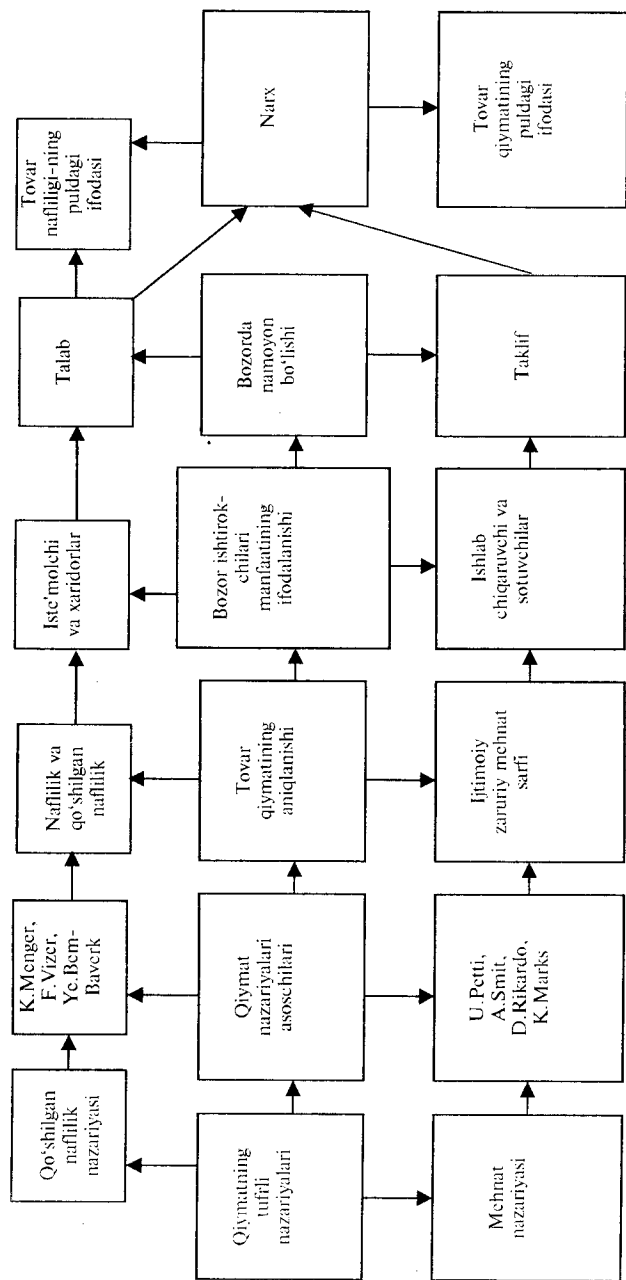 Qo‘shilgan
naflilik
nazariyasi
K.Menger,
F.Vizer,
Ye.Bem-
Baverk
Naflilik va
qo‘shilgan
naflilik
Iste’molchi
va xaridorlar
Talab
Tovar
nafliligi-ning
puldagi
ifodasi
Qiymatning
tufrli
nazariyalari
Qiymat
nazariyalari
asoschilari
Tovar
qiymatining
aniqlanishi
Bozor ishtirok-
chilari
manfaatining
ifodalanishi
Bozorda
namoyon
bo‘lishi
Narx
Mehnat
nazariyasi
U.Petti,
A.Smit,
D.Rikardo,
K.Marks
Ijtimoiy
zaruriy mehnat
sarfi
Ishlab
chiqaruvchi va
sotuvchilar
Taklif
Tovar
qiymatining
puldagi
ifodasi